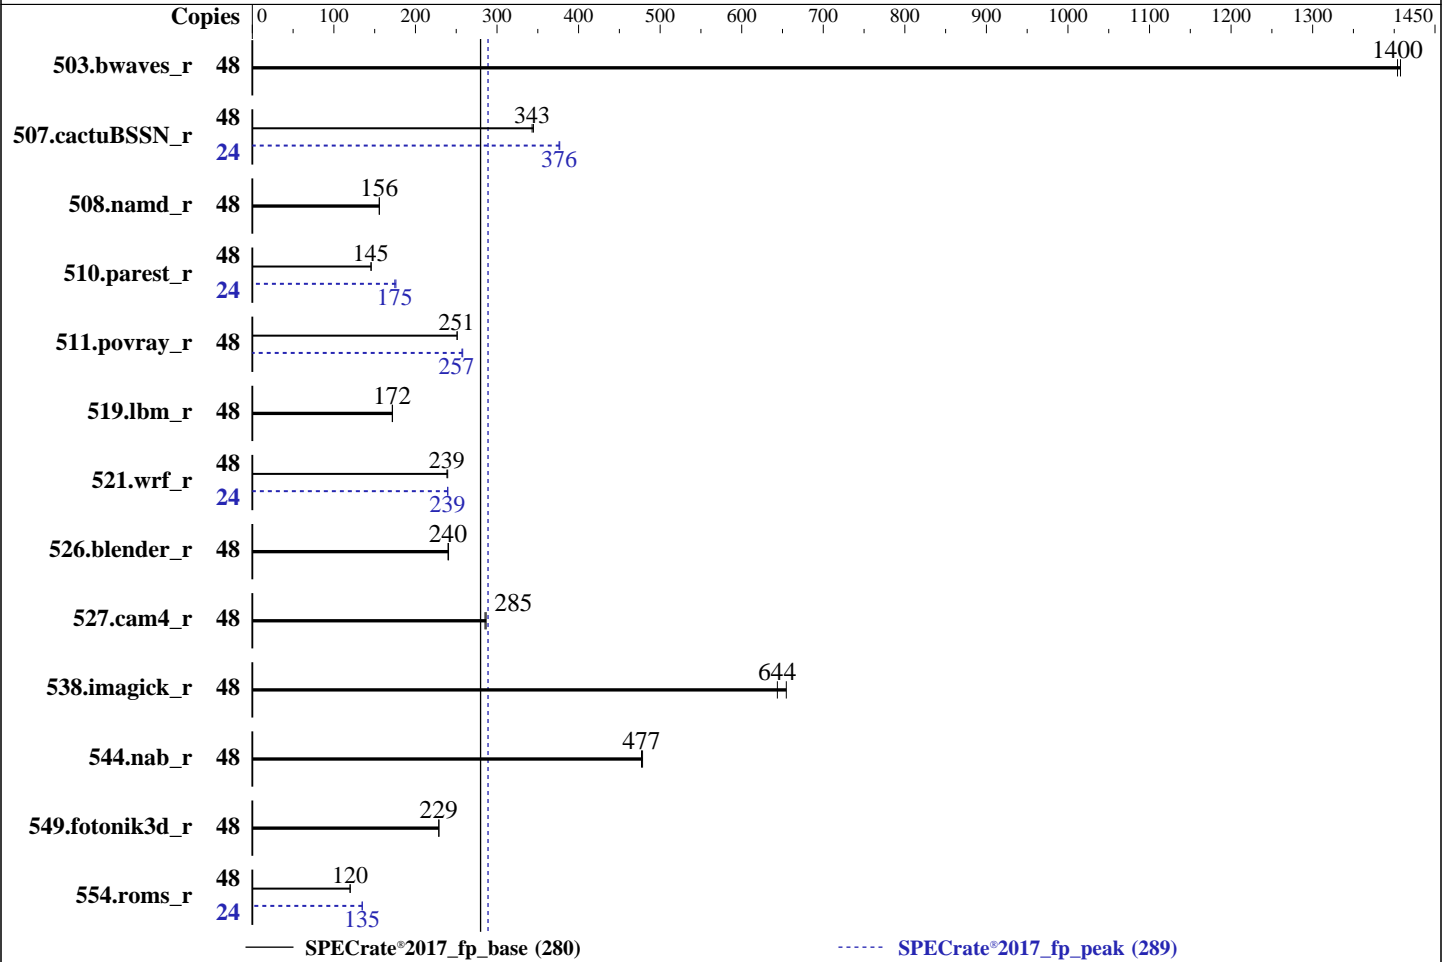 Copies 0 100 200 300 400 500 600 700 800 900 1000 1100 1200 1300 1450
503.bwaves_r 48 1400
507.cactuBSSN_r 48 343
24 376
508.namd_r 48 156
510.parest_r 48 145
24 175
511.povray_r 48 251
257
519.lbm_r 48 172
521.wrf_r 48 239
24 239
526.blender_r 48 240
527.cam4_r 48 285
538.imagick_r 48 644
544.nab_r 48 477
549.fotonik3d_r 48 229
554.roms_r 48 120
24 135
SPECrate®2017_fp_base (280) SPECrate®2017_fp_peak (289)